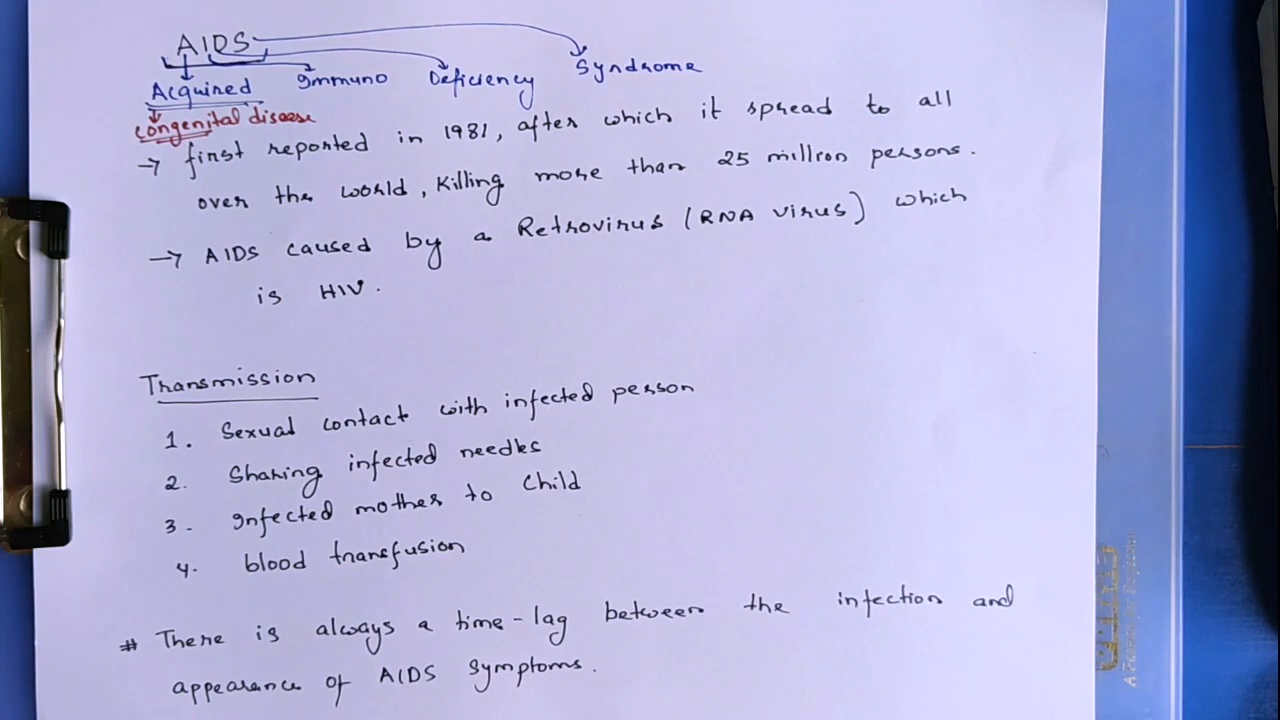 AIDS
Acquired Immuno Deficiency Syndrome
congenital disease
→ first reported in 1981, after which it spread to all
over the world, killing more than 25 million persons.
→ AIDS caused by a Retrovirus (RNA virus) which
is HIV.
Transmission
1. Sexual contact with infected person
2. Sharing infected needles
3. Infected mother to child
4. blood transfusion
# There is always a time-lag between the infection and
appearance of AIDS symptoms.